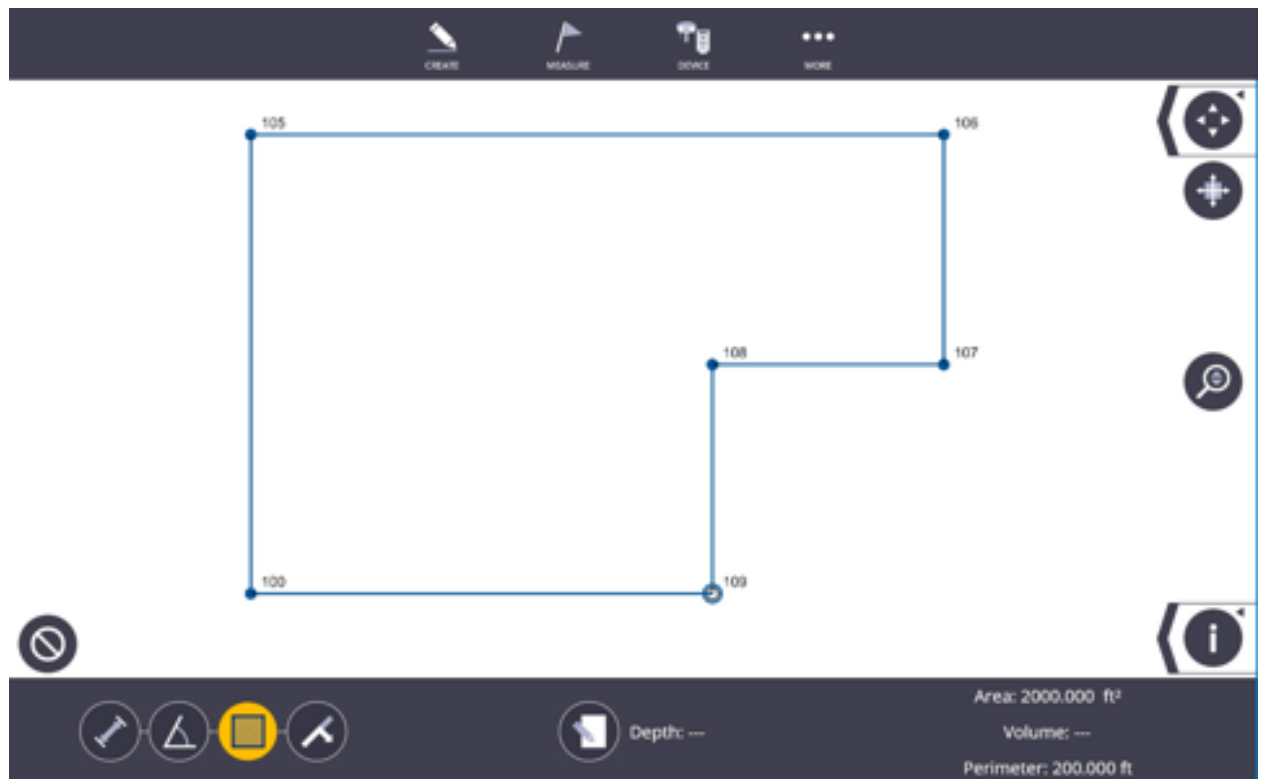 CREATE
MEASURE
DEVICE
MORE
105
106
108
107
100
109
Depth: ---
Area: 2000.000 ft²
Volume: ---
Perimeter: 200.000 ft